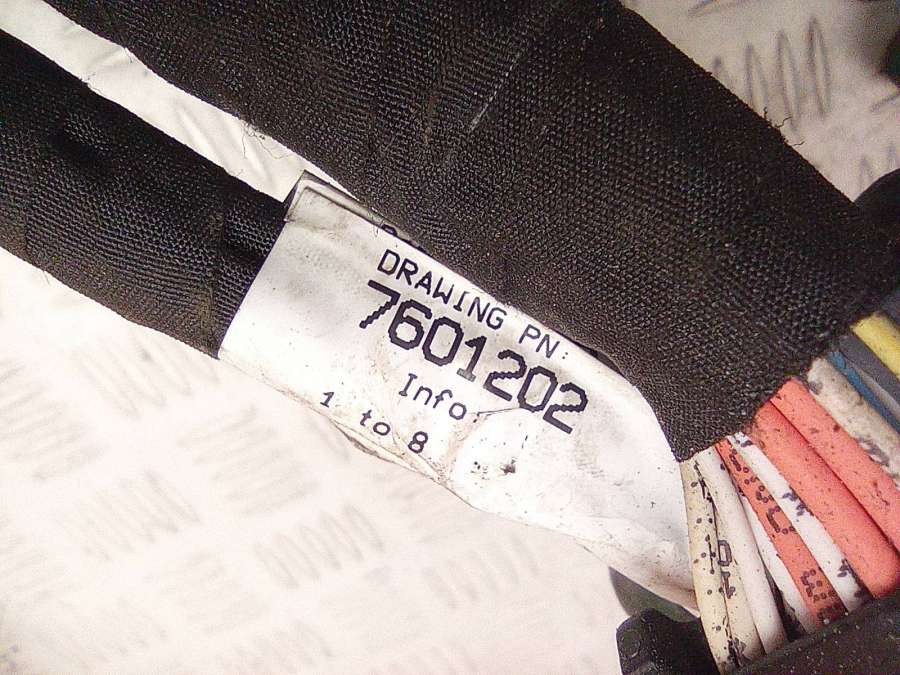 DRAWING PN:
7601202
Info:
1 to 8